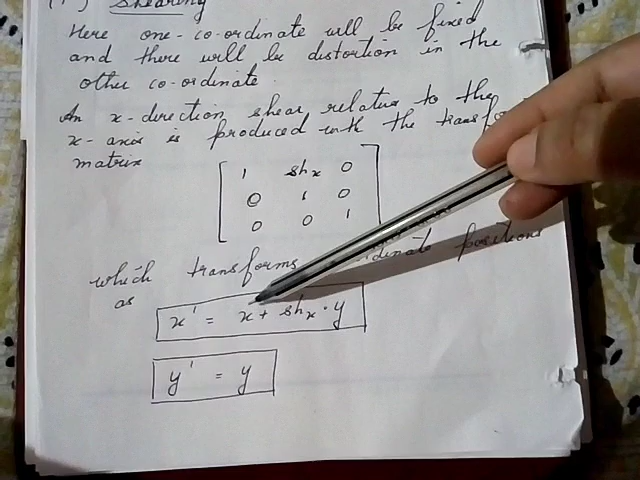 Shearing
Here one-co-ordinate will be fixed
and there will be distortion in the
other co-ordinate.
An x-direction shear relative to the
x-axis is produced with the
matrix
1 shx 0
0 1 0
0 0 1
which transforms positions
as
x' = x + shx · y
y' = y